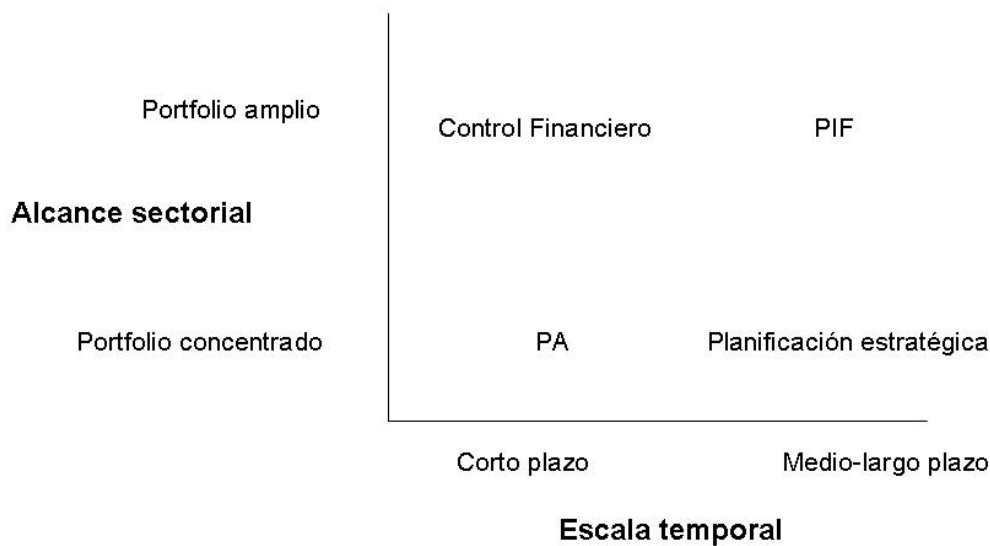 Portfolio amplio
Control Financiero
PIF
Alcance sectorial
Portfolio concentrado
PA
Planificación estratégica
Corto plazo
Medio-largo plazo
Escala temporal